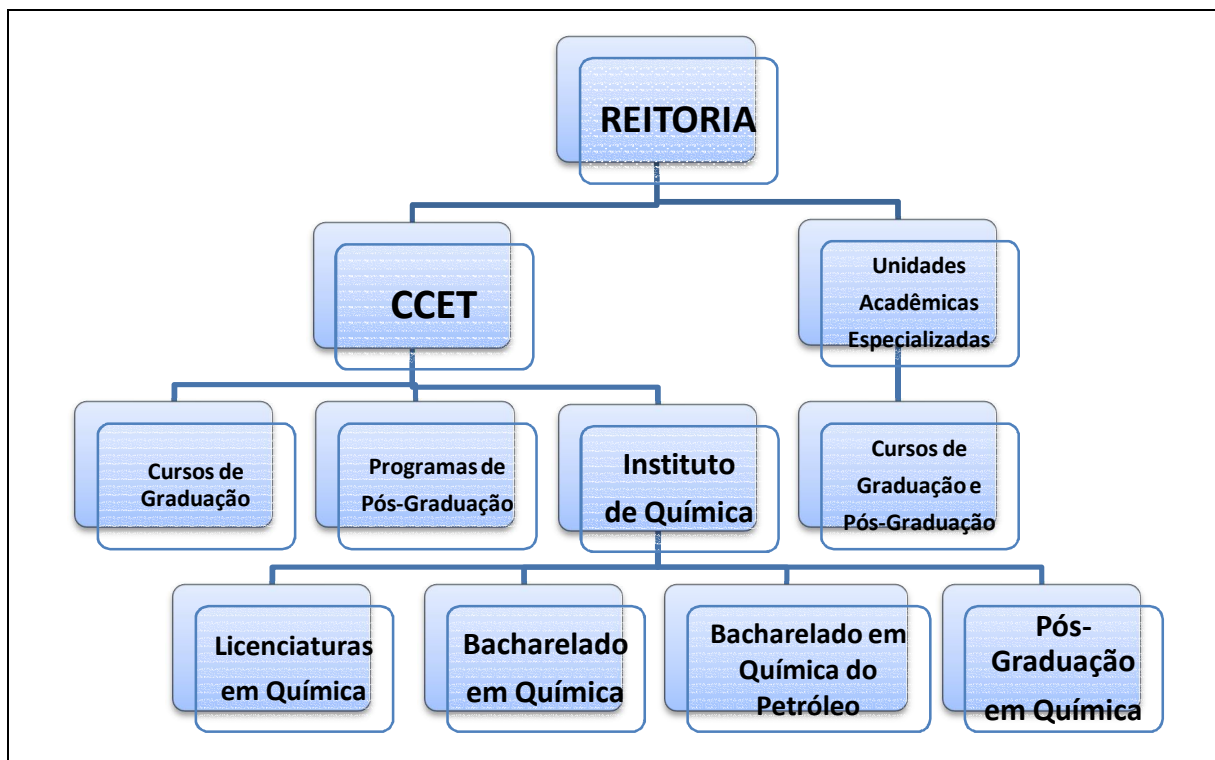 REITORIA
CCET
Unidades
Acadêmicas
Especializadas
Cursos de
Graduação
Programas de
Pós-Graduação
Instituto
de Química
Cursos de
Graduação e
Pós-Graduação
Licenciaturas
em Química
Bacharelado
em Química
Bacharelado em
Química do
Petróleo
Pós-
Graduação
em Química